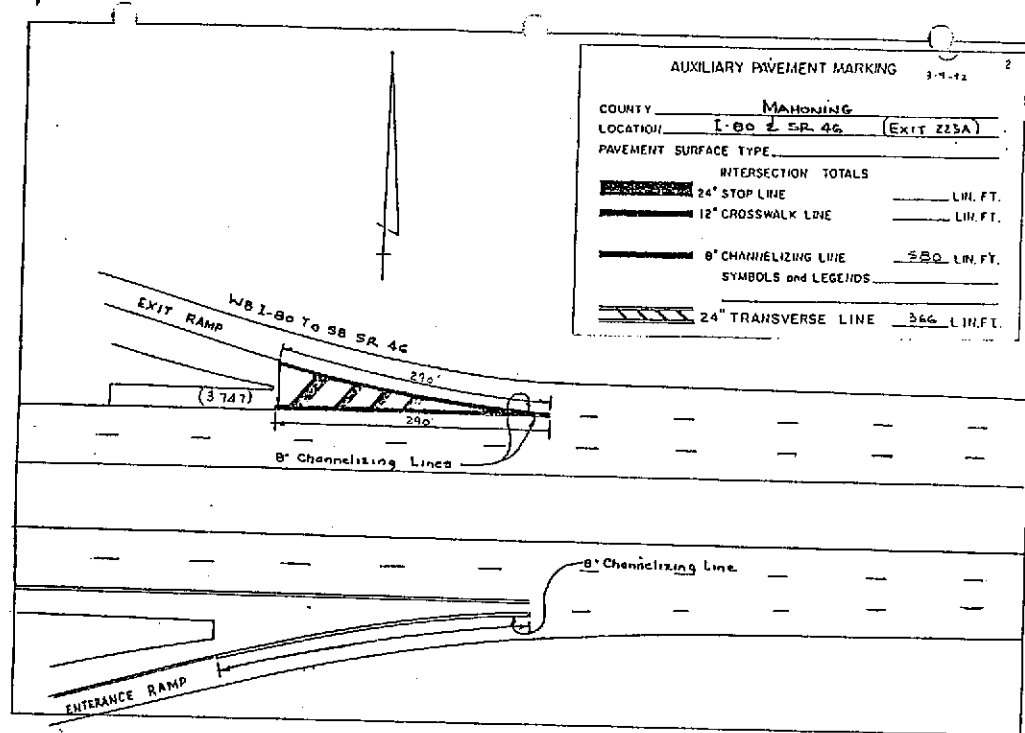 2
AUXILIARY PAVEMENT MARKING 3-9-92
COUNTY MAHONING
LOCATION I-80 & SR 46 (EXIT 223A)
PAVEMENT SURFACE TYPE
INTERSECTION TOTALS
24" STOP LINE LIN. FT.
12" CROSSWALK LINE LIN. FT.
8" CHANNELIZING LINE 580 LIN. FT.
SYMBOLS and LEGENDS
24" TRANSVERSE LINE 366 LIN. FT.
WB I-80 TO SB SR 46
EXIT RAMP
290'
(3747)
290'
8" Channelizing Lines
8" Channelizing Line
ENTERANCE RAMP